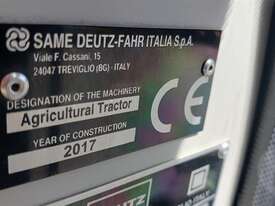 SAME DEUTZ-FAHR ITALIA S.p.A.
Viale F. Cassani, 15
24047 TREVIGLIO (BG) - ITALY
DESIGNATION OF THE MACHINERY
Agricultural Tractor
CE
YEAR OF CONSTRUCTION
2017